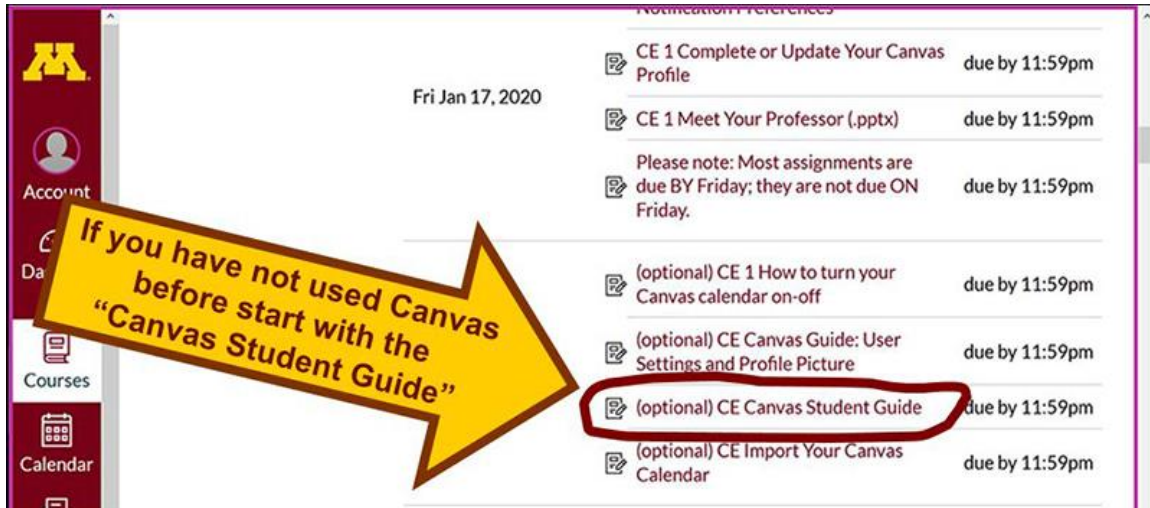 Notification Preferences
CE 1 Complete or Update Your Canvas
Profile
due by 11:59pm
Fri Jan 17, 2020
CE 1 Meet Your Professor (.pptx)
due by 11:59pm
Please note: Most assignments are
due BY Friday; they are not due ON
Friday.
due by 11:59pm
(optional) CE 1 How to turn your
Canvas calendar on-off
due by 11:59pm
(optional) CE Canvas Guide: User
Settings and Profile Picture
due by 11:59pm
(optional) CE Canvas Student Guide
due by 11:59pm
(optional) CE Import Your Canvas
Calendar
due by 11:59pm
M
Account
Da
Courses
Calendar
If you have not used Canvas
before start with the
“Canvas Student Guide”